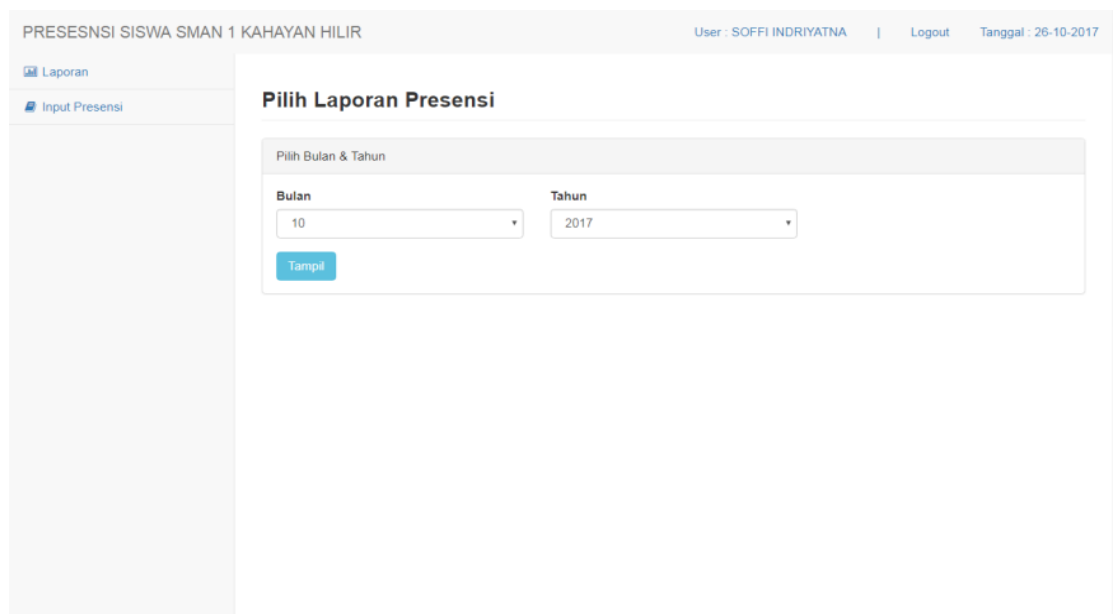 PRESESNSI SISWA SMAN 1 KAHAYAN HILIR
User : SOFFI INDRIYATNA | Logout Tanggal : 26-10-2017
Laporan
Input Presensi
Pilih Laporan Presensi
Pilih Bulan & Tahun
Bulan Tahun
10 2017
Tampil